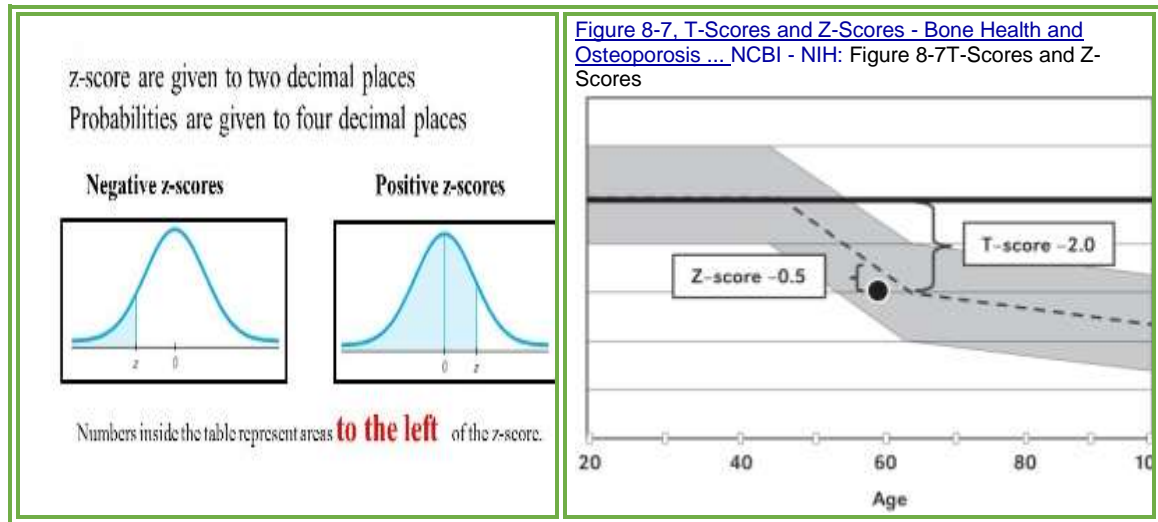 z-score are given to two decimal places
Probabilities are given to four decimal places
Negative z-scores
Positive z-scores
z 0
0 z
Numbers inside the table represent areas to the left of the z-score.
Figure 8-7, T-Scores and Z-Scores - Bone Health and
Osteoporosis ... NCBI - NIH: Figure 8-7T-Scores and Z-
Scores
T-score -2.0
Z-score -0.5
20 40 60 80 10
Age